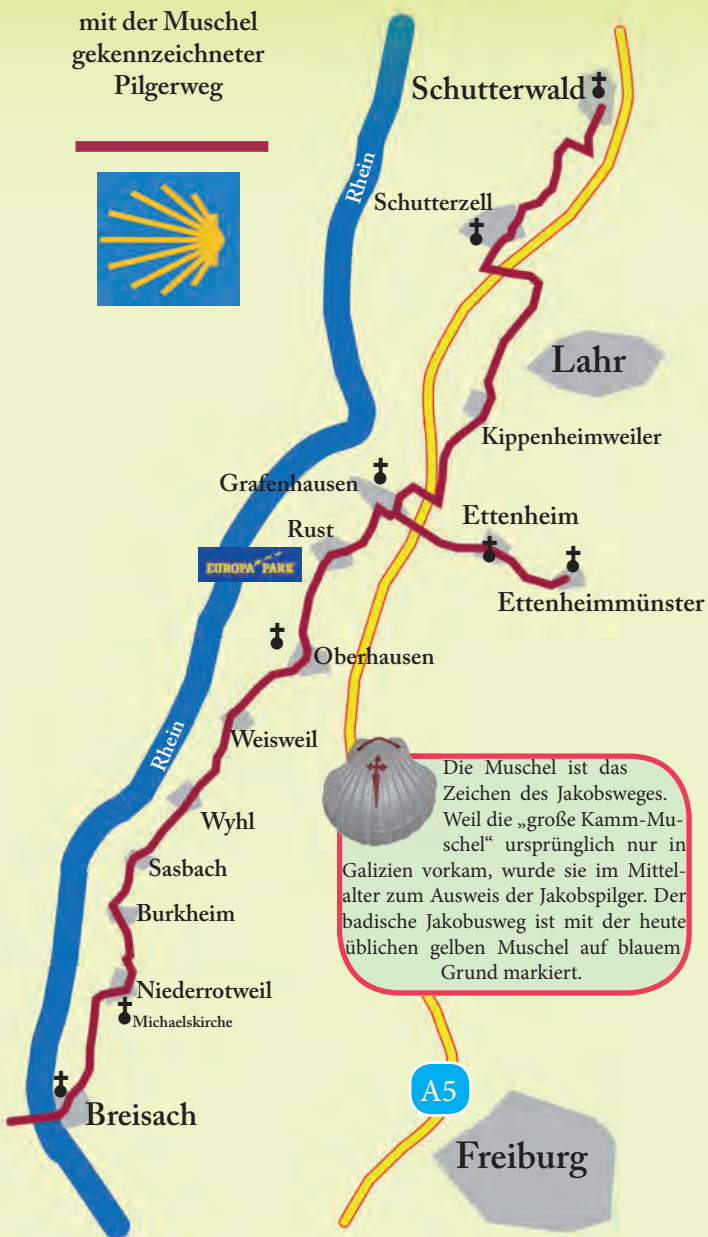 mit der Muschel
gekennzeichneter
Pilgerweg
Schutterwald
Rhein
Schutterzell
Lahr
Kippenheimweiler
Grafenhausen
Ettenheim
Rust
EUROPA PARK
Ettenheimmünster
Oberhausen
Weisweil
Rhein
Wyhl
Sasbach
Burkheim
Niederrotweil
Michaelskirche
Breisach
Die Muschel ist das
Zeichen des Jakobsweges.
Weil die „große Kamm-Mu-
schel“ ursprünglich nur in
Galizien vorkam, wurde sie im Mittel-
alter zum Ausweis der Jakobspilger. Der
badische Jakobusweg ist mit der heute
üblichen gelben Muschel auf blauem
Grund markiert.
A5
Freiburg